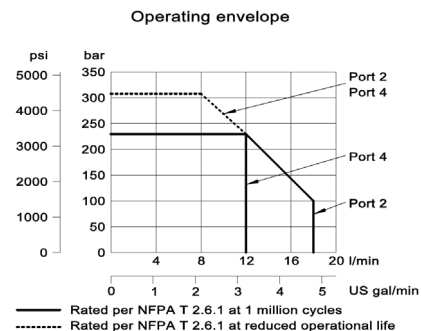 Operating envelope
psi bar
5000 350 Port 2
300 Port 4
4000
250
3000 200
Port 4
150
2000
100 Port 2
1000 50
0 0
4 8 12 16 20 l/min
0 1 2 3 4 5 US gal/min
Rated per NFPA T 2.6.1 at 1 million cycles
Rated per NFPA T 2.6.1 at reduced operational life